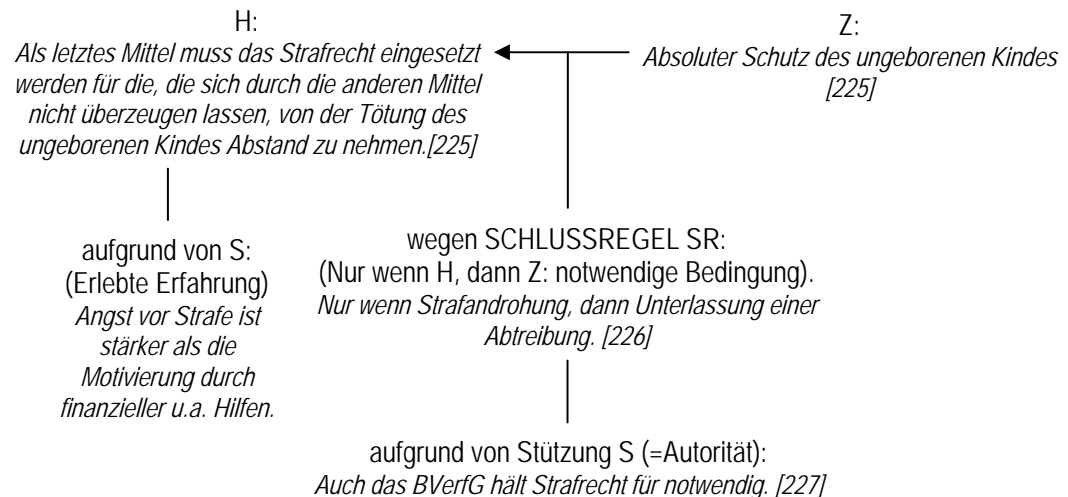 H:
Als letztes Mittel muss das Strafrecht eingesetzt
werden für die, die sich durch die anderen Mittel
nicht überzeugen lassen, von der Tötung des
ungeborenen Kindes Abstand zu nehmen.[225]
Z:
Absoluter Schutz des ungeborenen Kindes
[225]
aufgrund von S:
(Erlebte Erfahrung)
Angst vor Strafe ist
stärker als die
Motivierung durch
finanzieller u.a. Hilfen.
wegen SCHLUSSREGEL SR:
(Nur wenn H, dann Z: notwendige Bedingung).
Nur wenn Strafandrohung, dann Unterlassung einer
Abtreibung. [226]
aufgrund von Stützung S (=Autorität):
Auch das BVerfG hält Strafrecht für notwendig. [227]